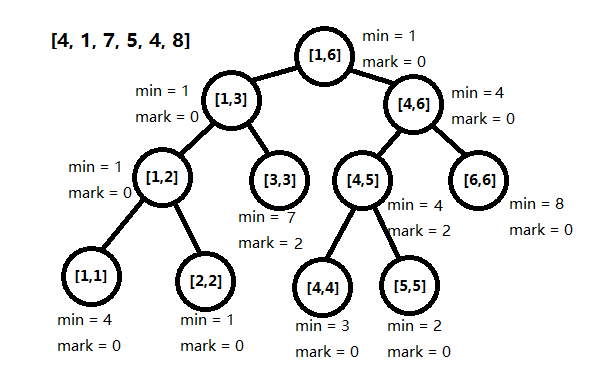 [4, 1, 7, 5, 4, 8]
[1,6]
min = 1
mark = 0
[1,3]
min = 1
mark = 0
[4,6]
min = 4
mark = 0
[1,2]
min = 1
mark = 0
[3,3]
min = 7
mark = 2
[4,5]
min = 4
mark = 2
[6,6]
min = 8
mark = 0
[1,1]
min = 4
mark = 0
[2,2]
min = 1
mark = 0
[4,4]
min = 3
mark = 0
[5,5]
min = 2
mark = 0